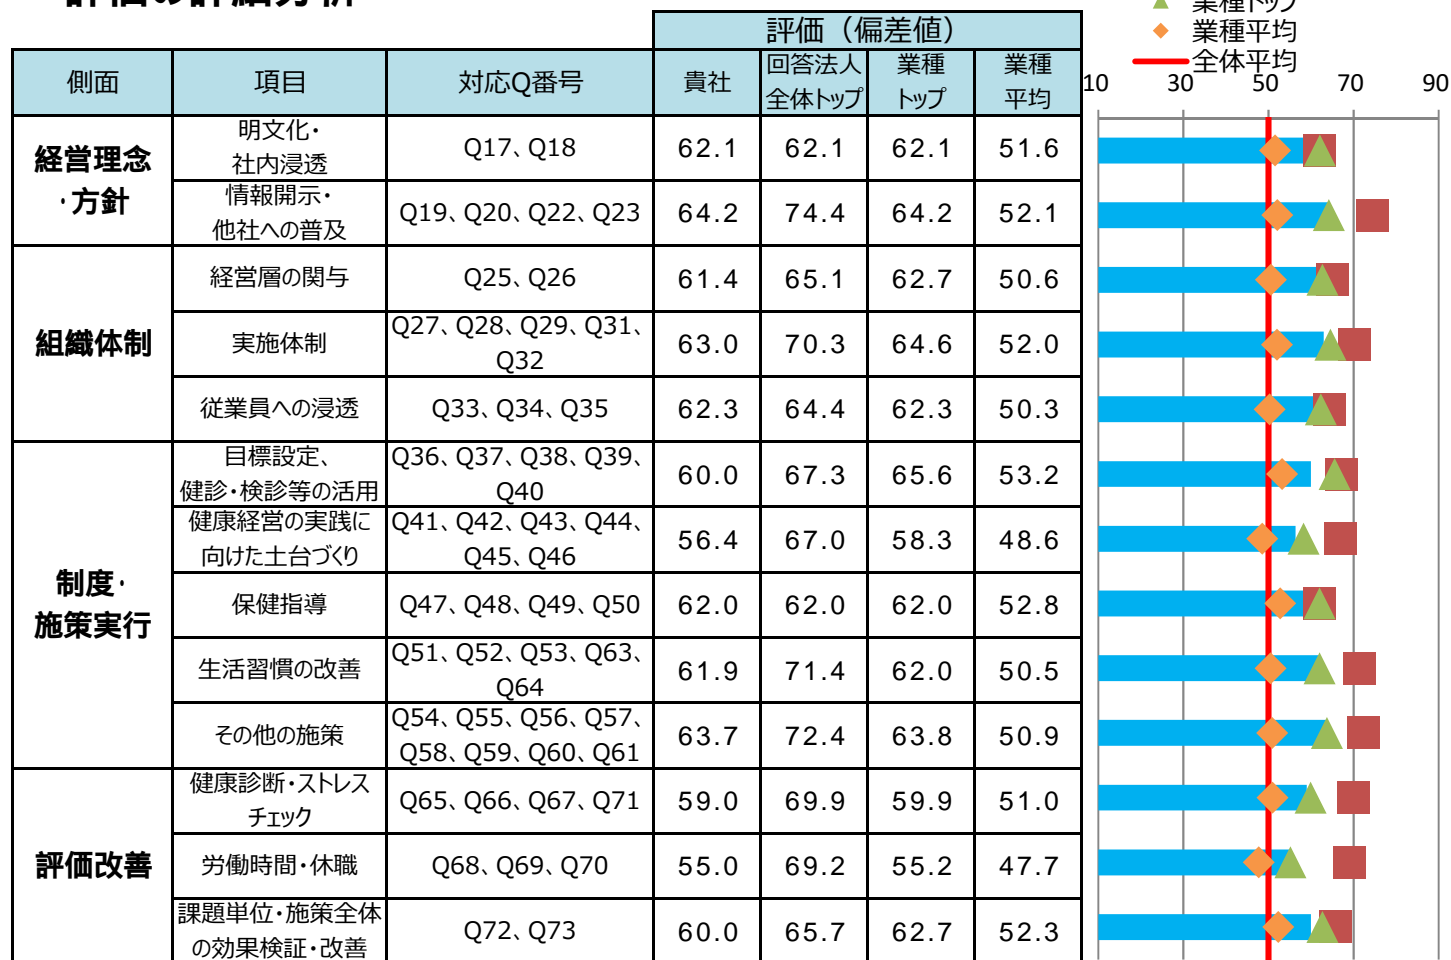 評価の詳細分析
業種トップ
業種平均
全体平均
評価（偏差値）
側面 項目 対応Q番号 貴社 回答法人全体トップ 業種トップ 業種平均
10 30 50 70 90
経営理念・方針
明文化・社内浸透 Q17、Q18 62.1 62.1 62.1 51.6
情報開示・他社への普及 Q19、Q20、Q22、Q23 64.2 74.4 64.2 52.1
組織体制
経営層の関与 Q25、Q26 61.4 65.1 62.7 50.6
実施体制 Q27、Q28、Q29、Q31、Q32 63.0 70.3 64.6 52.0
従業員への浸透 Q33、Q34、Q35 62.3 64.4 62.3 50.3
制度・施策実行
目標設定、健診・検診等の活用 Q36、Q37、Q38、Q39、Q40 60.0 67.3 65.6 53.2
健康経営の実践に向けた土台づくり Q41、Q42、Q43、Q44、Q45、Q46 56.4 67.0 58.3 48.6
保健指導 Q47、Q48、Q49、Q50 62.0 62.0 62.0 52.8
生活習慣の改善 Q51、Q52、Q53、Q63、Q64 61.9 71.4 62.0 50.5
その他の施策 Q54、Q55、Q56、Q57、Q58、Q59、Q60、Q61 63.7 72.4 63.8 50.9
評価改善
健康診断・ストレスチェック Q65、Q66、Q67、Q71 59.0 69.9 59.9 51.0
労働時間・休職 Q68、Q69、Q70 55.0 69.2 55.2 47.7
課題単位・施策全体の効果検証・改善 Q72、Q73 60.0 65.7 62.7 52.3